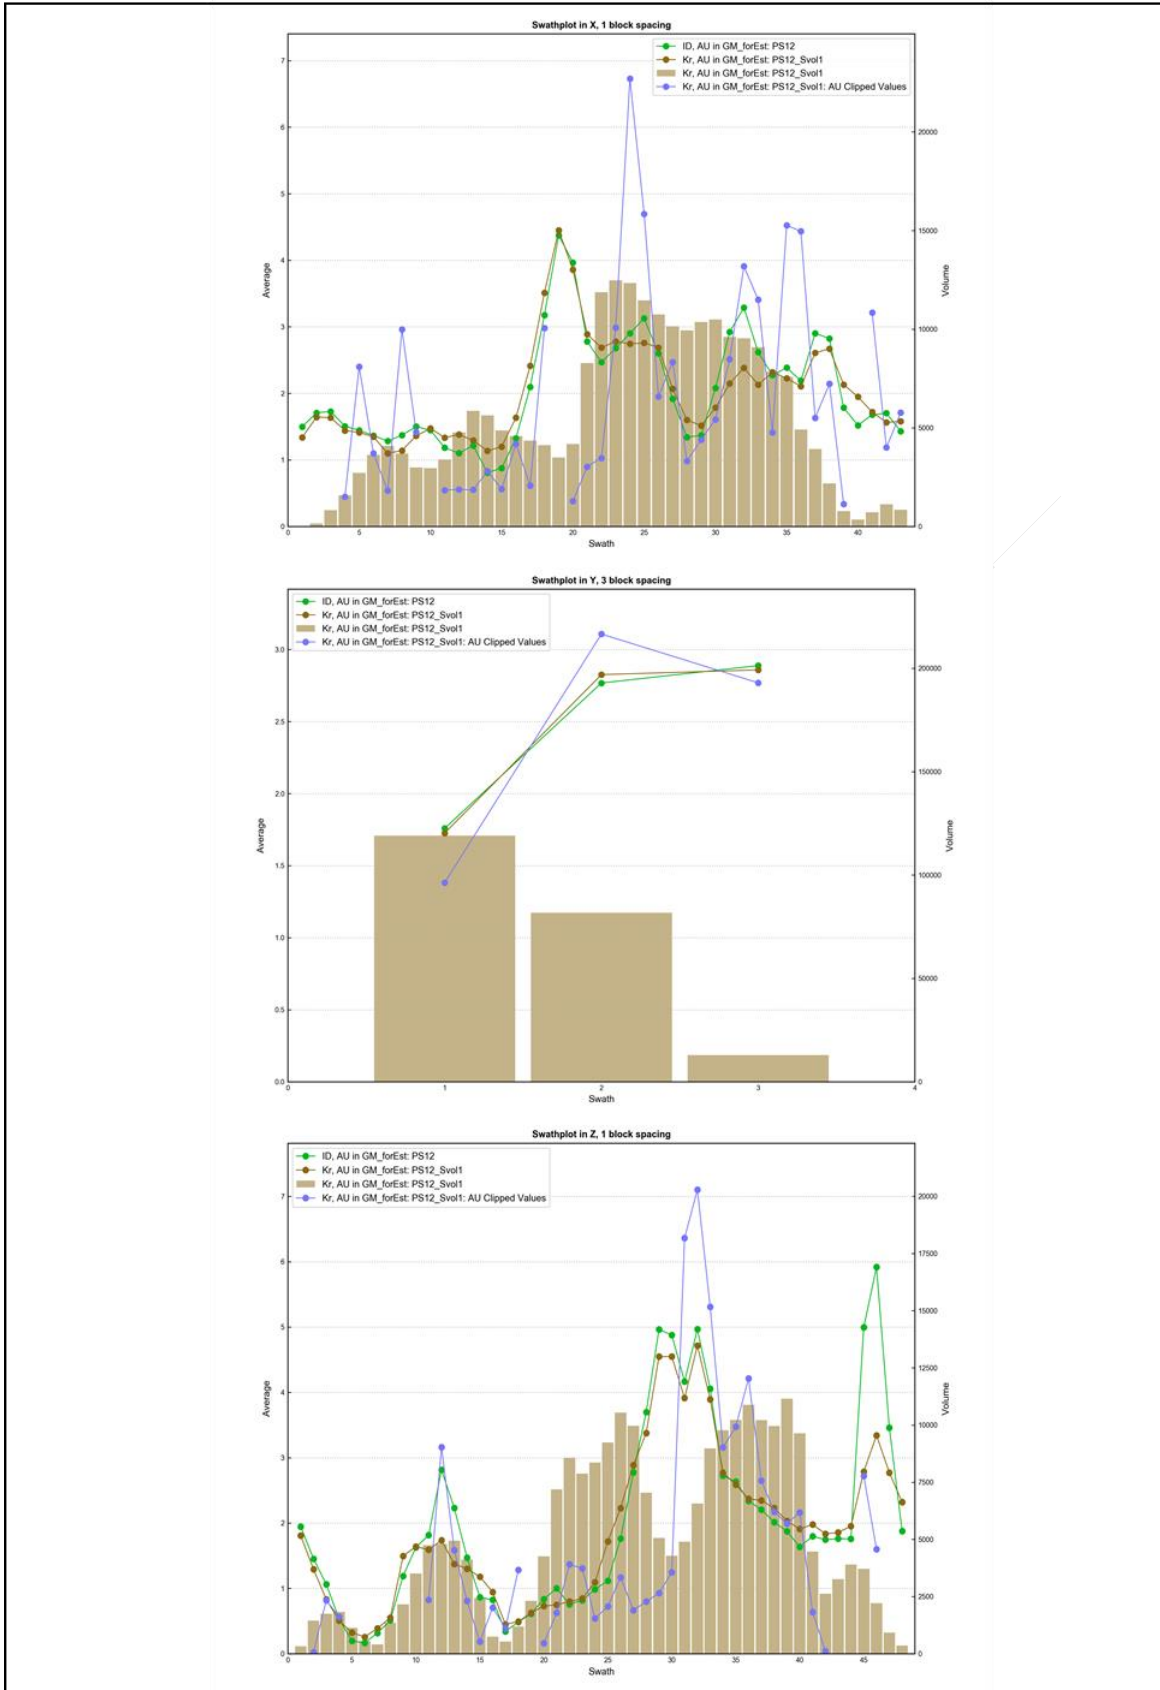 Swathplot in X, 1 block spacing
ID, AU in GM_forEst: PS12
Kr, AU in GM_forEst: PS12_Svol1
Kr, AU in GM_forEst: PS12_Svol1
Kr, AU in GM_forEst: PS12_Svol1: AU Clipped Values
7
6
5
4
3
2
1
0
Average
20000
15000
10000
5000
0
Volume
0 5 10 15 20 25 30 35 40
Swath
Swathplot in Y, 3 block spacing
ID, AU in GM_forEst: PS12
Kr, AU in GM_forEst: PS12_Svol1
Kr, AU in GM_forEst: PS12_Svol1
Kr, AU in GM_forEst: PS12_Svol1: AU Clipped Values
3.0
2.5
2.0
1.5
1.0
0.5
0.0
Average
200000
150000
100000
50000
0
Volume
0 1 2 3 4
Swath
Swathplot in Z, 1 block spacing
ID, AU in GM_forEst: PS12
Kr, AU in GM_forEst: PS12_Svol1
Kr, AU in GM_forEst: PS12_Svol1
Kr, AU in GM_forEst: PS12_Svol1: AU Clipped Values
7
6
5
4
3
2
1
0
Average
20000
17500
15000
12500
10000
7500
5000
2500
0
Volume
0 5 10 15 20 25 30 35 40 45
Swath